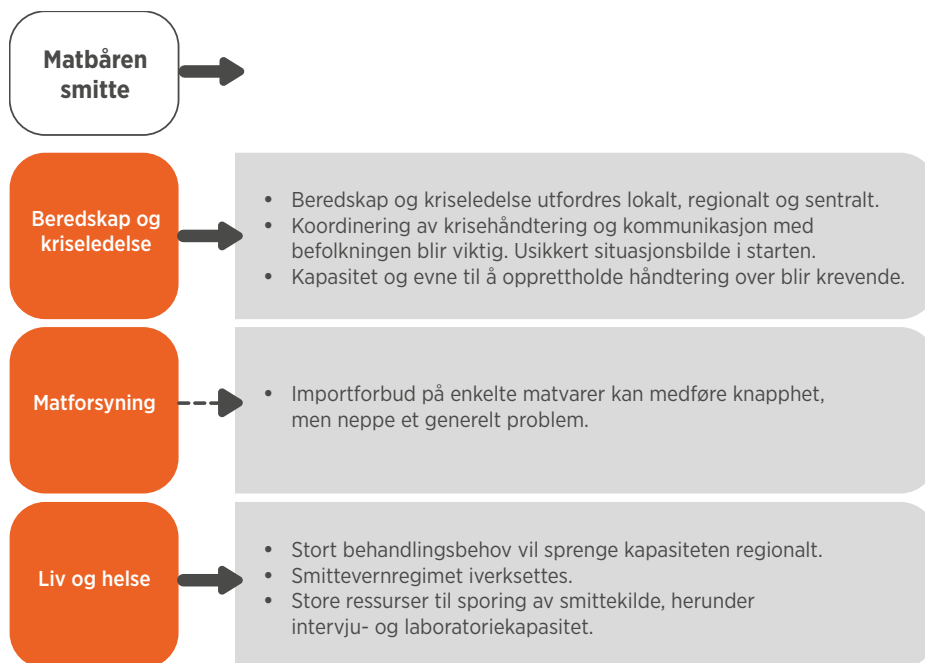 Matbåren
smitte
Beredskap og
kriseledelse
• Beredskap og kriseledelse utfordres lokalt, regionalt og sentralt.
• Koordinering av krisehåndtering og kommunikasjon med
befolkningen blir viktig. Usikkert situasjonsbilde i starten.
• Kapasitet og evne til å opprettholde håndtering over blir krevende.
Matforsyning
• Importforbud på enkelte matvarer kan medføre knapphet,
men neppe et generelt problem.
Liv og helse
• Stort behandlingsbehov vil sprenge kapasiteten regionalt.
• Smittevernregimet iverksettes.
• Store ressurser til sporing av smittekilde, herunder
intervju- og laboratoriekapasitet.